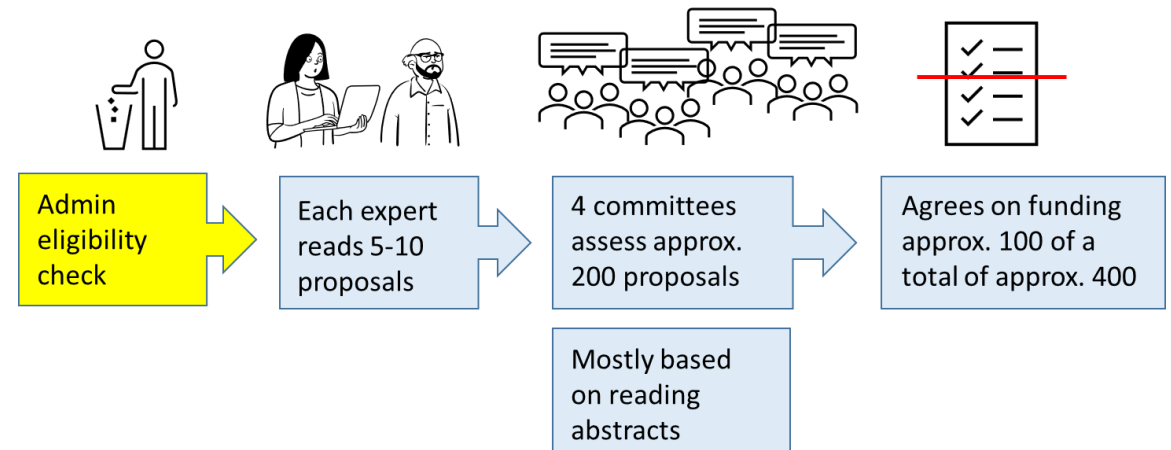 Admin
eligibility
check
Each expert
reads 5-10
proposals
4 committees
assess approx.
200 proposals
Agrees on funding
approx. 100 of a
total of approx. 400
Mostly based
on reading
abstracts